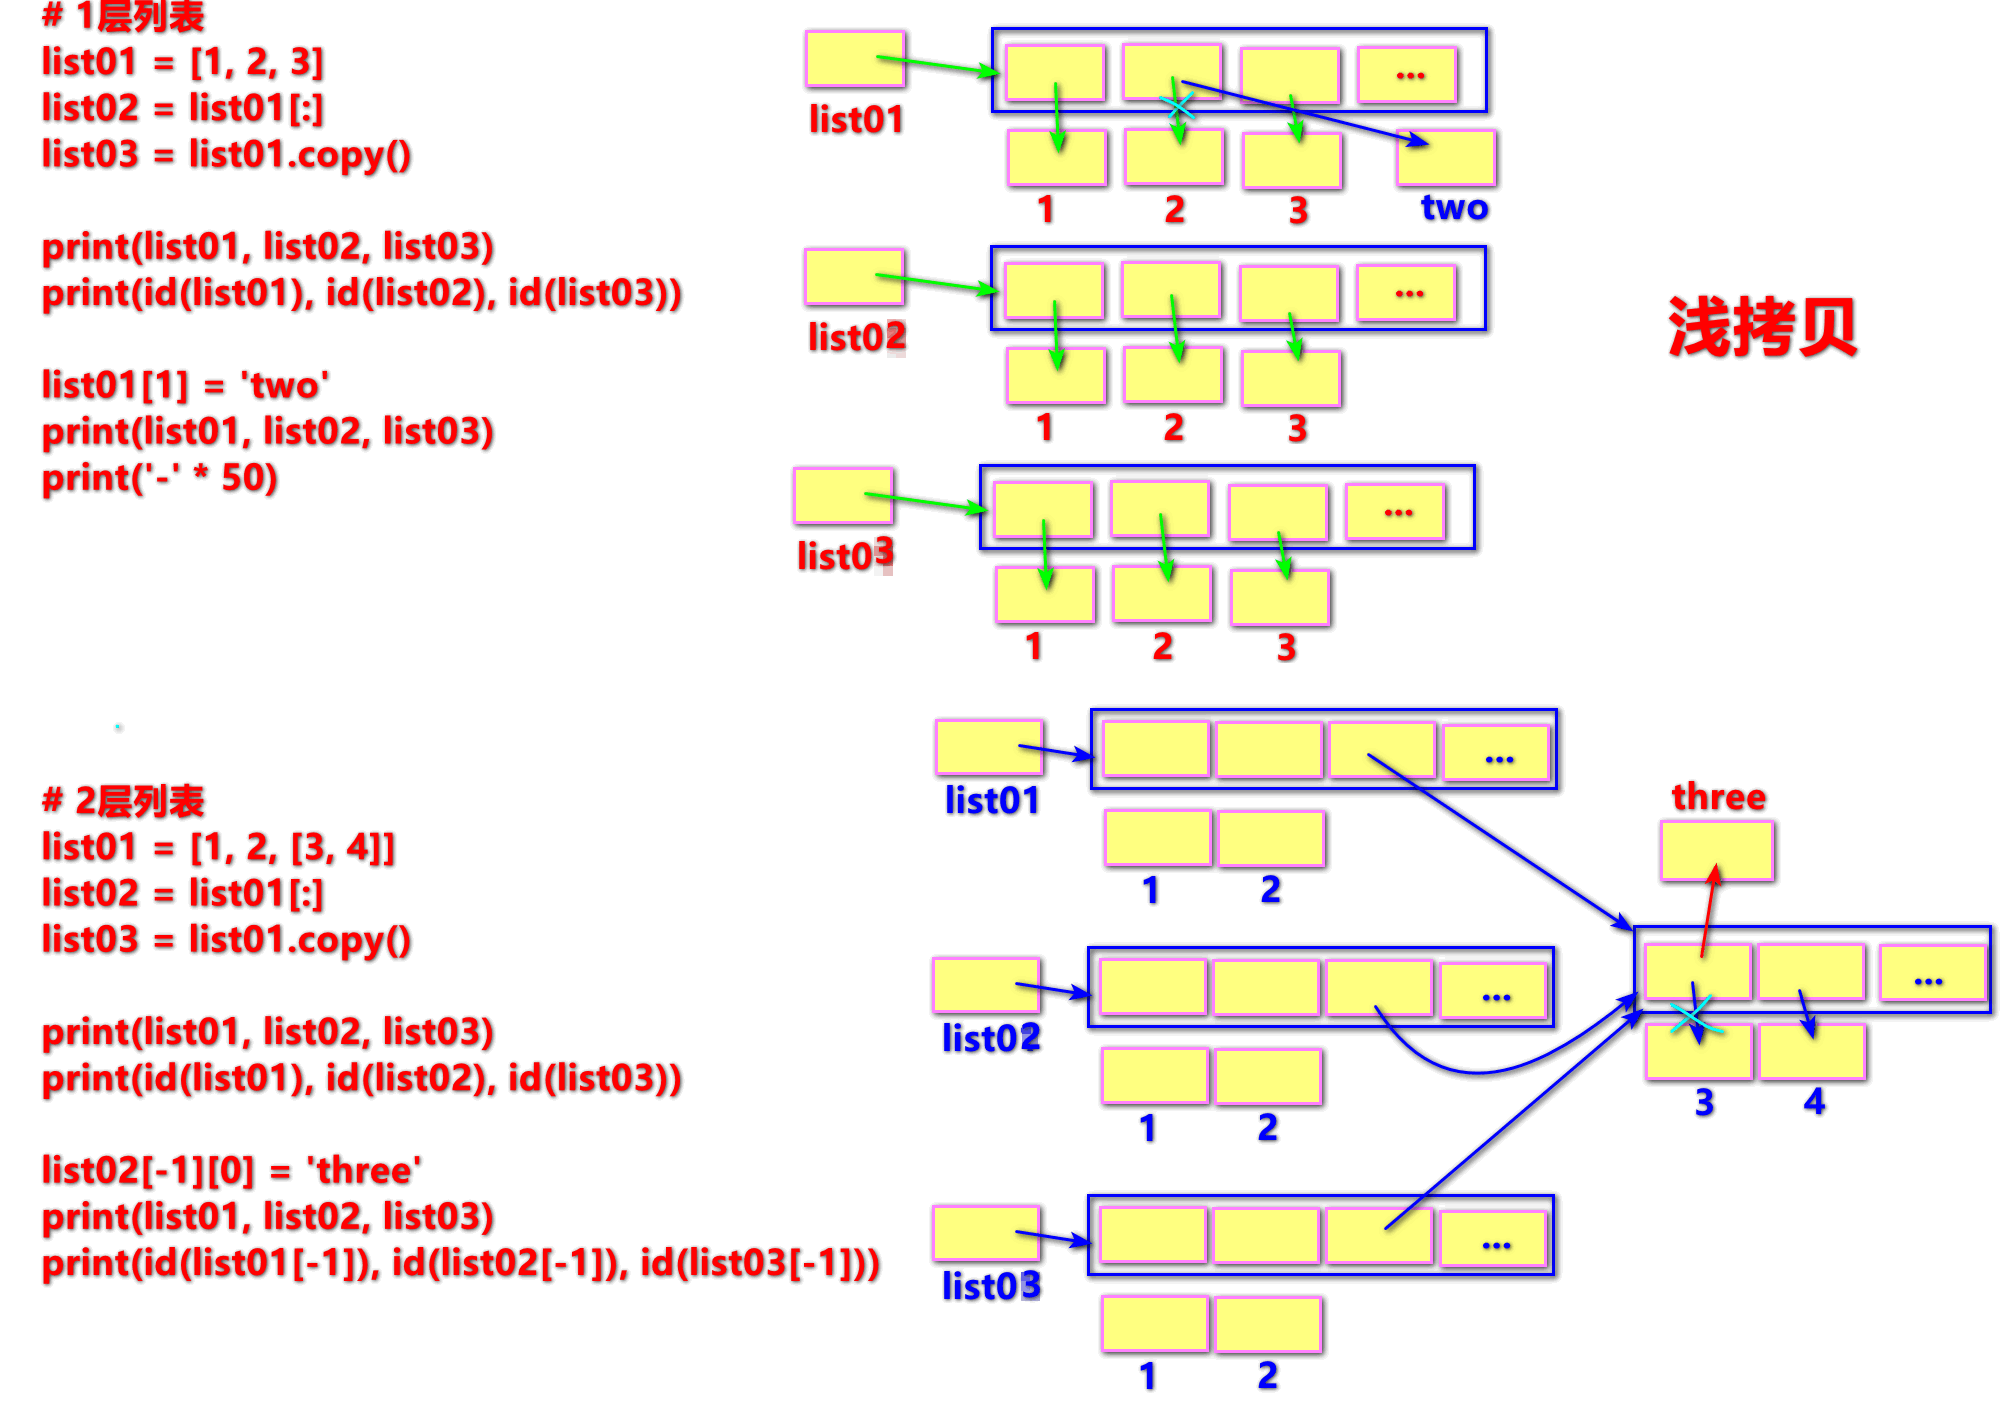 # 1层列表
list01 = [1, 2, 3]
list02 = list01[:]
list03 = list01.copy()
print(list01, list02, list03)
print(id(list01), id(list02), id(list03))
list01[1] = 'two'
print(list01, list02, list03)
print('-' * 50)
...
list01
1 2 3 two
...
list02
1 2 3
浅拷贝
...
list03
1 2 3
# 2层列表
list01 = [1, 2, [3, 4]]
list02 = list01[:]
list03 = list01.copy()
print(list01, list02, list03)
print(id(list01), id(list02), id(list03))
list02[-1][0] = 'three'
print(list01, list02, list03)
print(id(list01[-1]), id(list02[-1]), id(list03[-1]))
...
list01
1 2
three
...
list02
1 2
...
3 4
...
list03
1 2